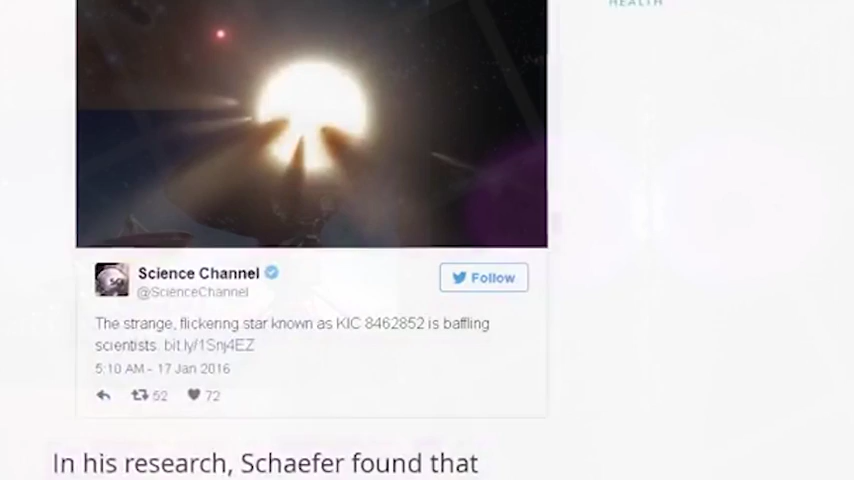 HEALTH
Science Channel
@ScienceChannel
Follow
The strange, flickering star known as KIC 8462852 is baffling
scientists. bit.ly/1Snj4EZ
5:10 AM - 17 Jan 2016
52 72
In his research, Schaefer found that